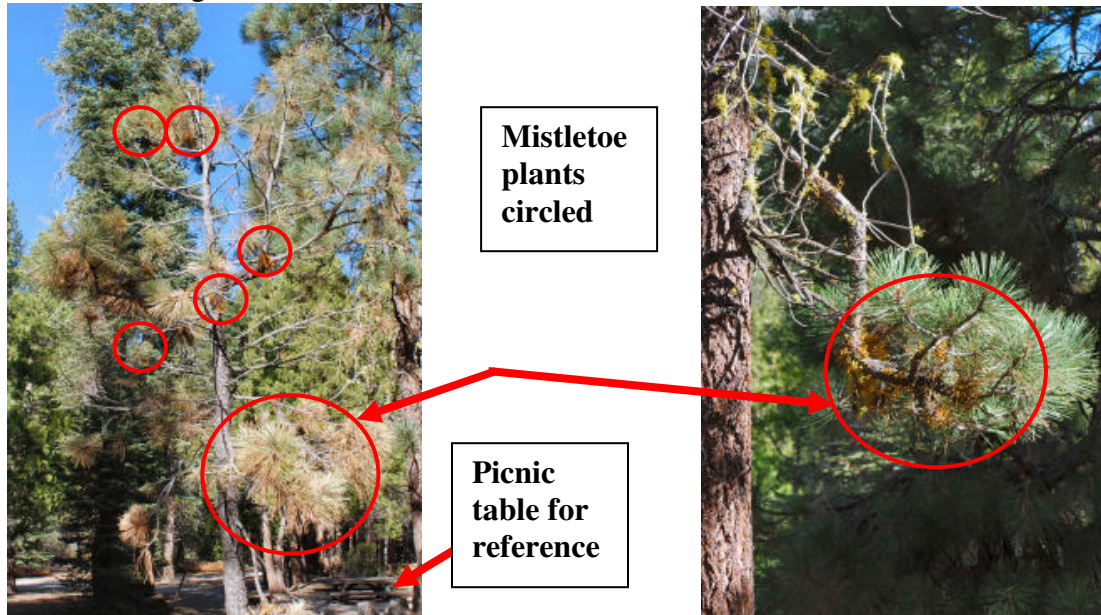 Mistletoe
plants
circled
Picnic
table for
reference